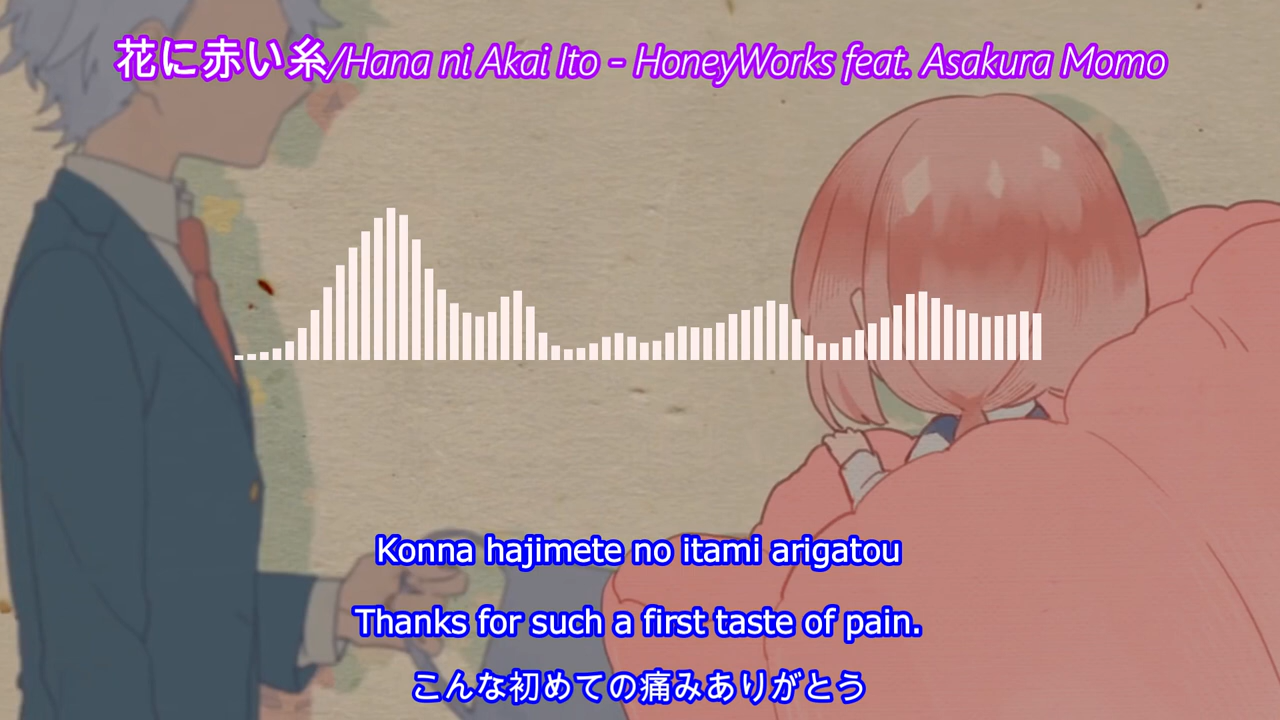 花に赤い糸/Hana ni Akai Ito - HoneyWorks feat. Asakura Momo
Konna hajimete no itami arigatou
Thanks for such a first taste of pain.
こんな初めての痛みありがとう